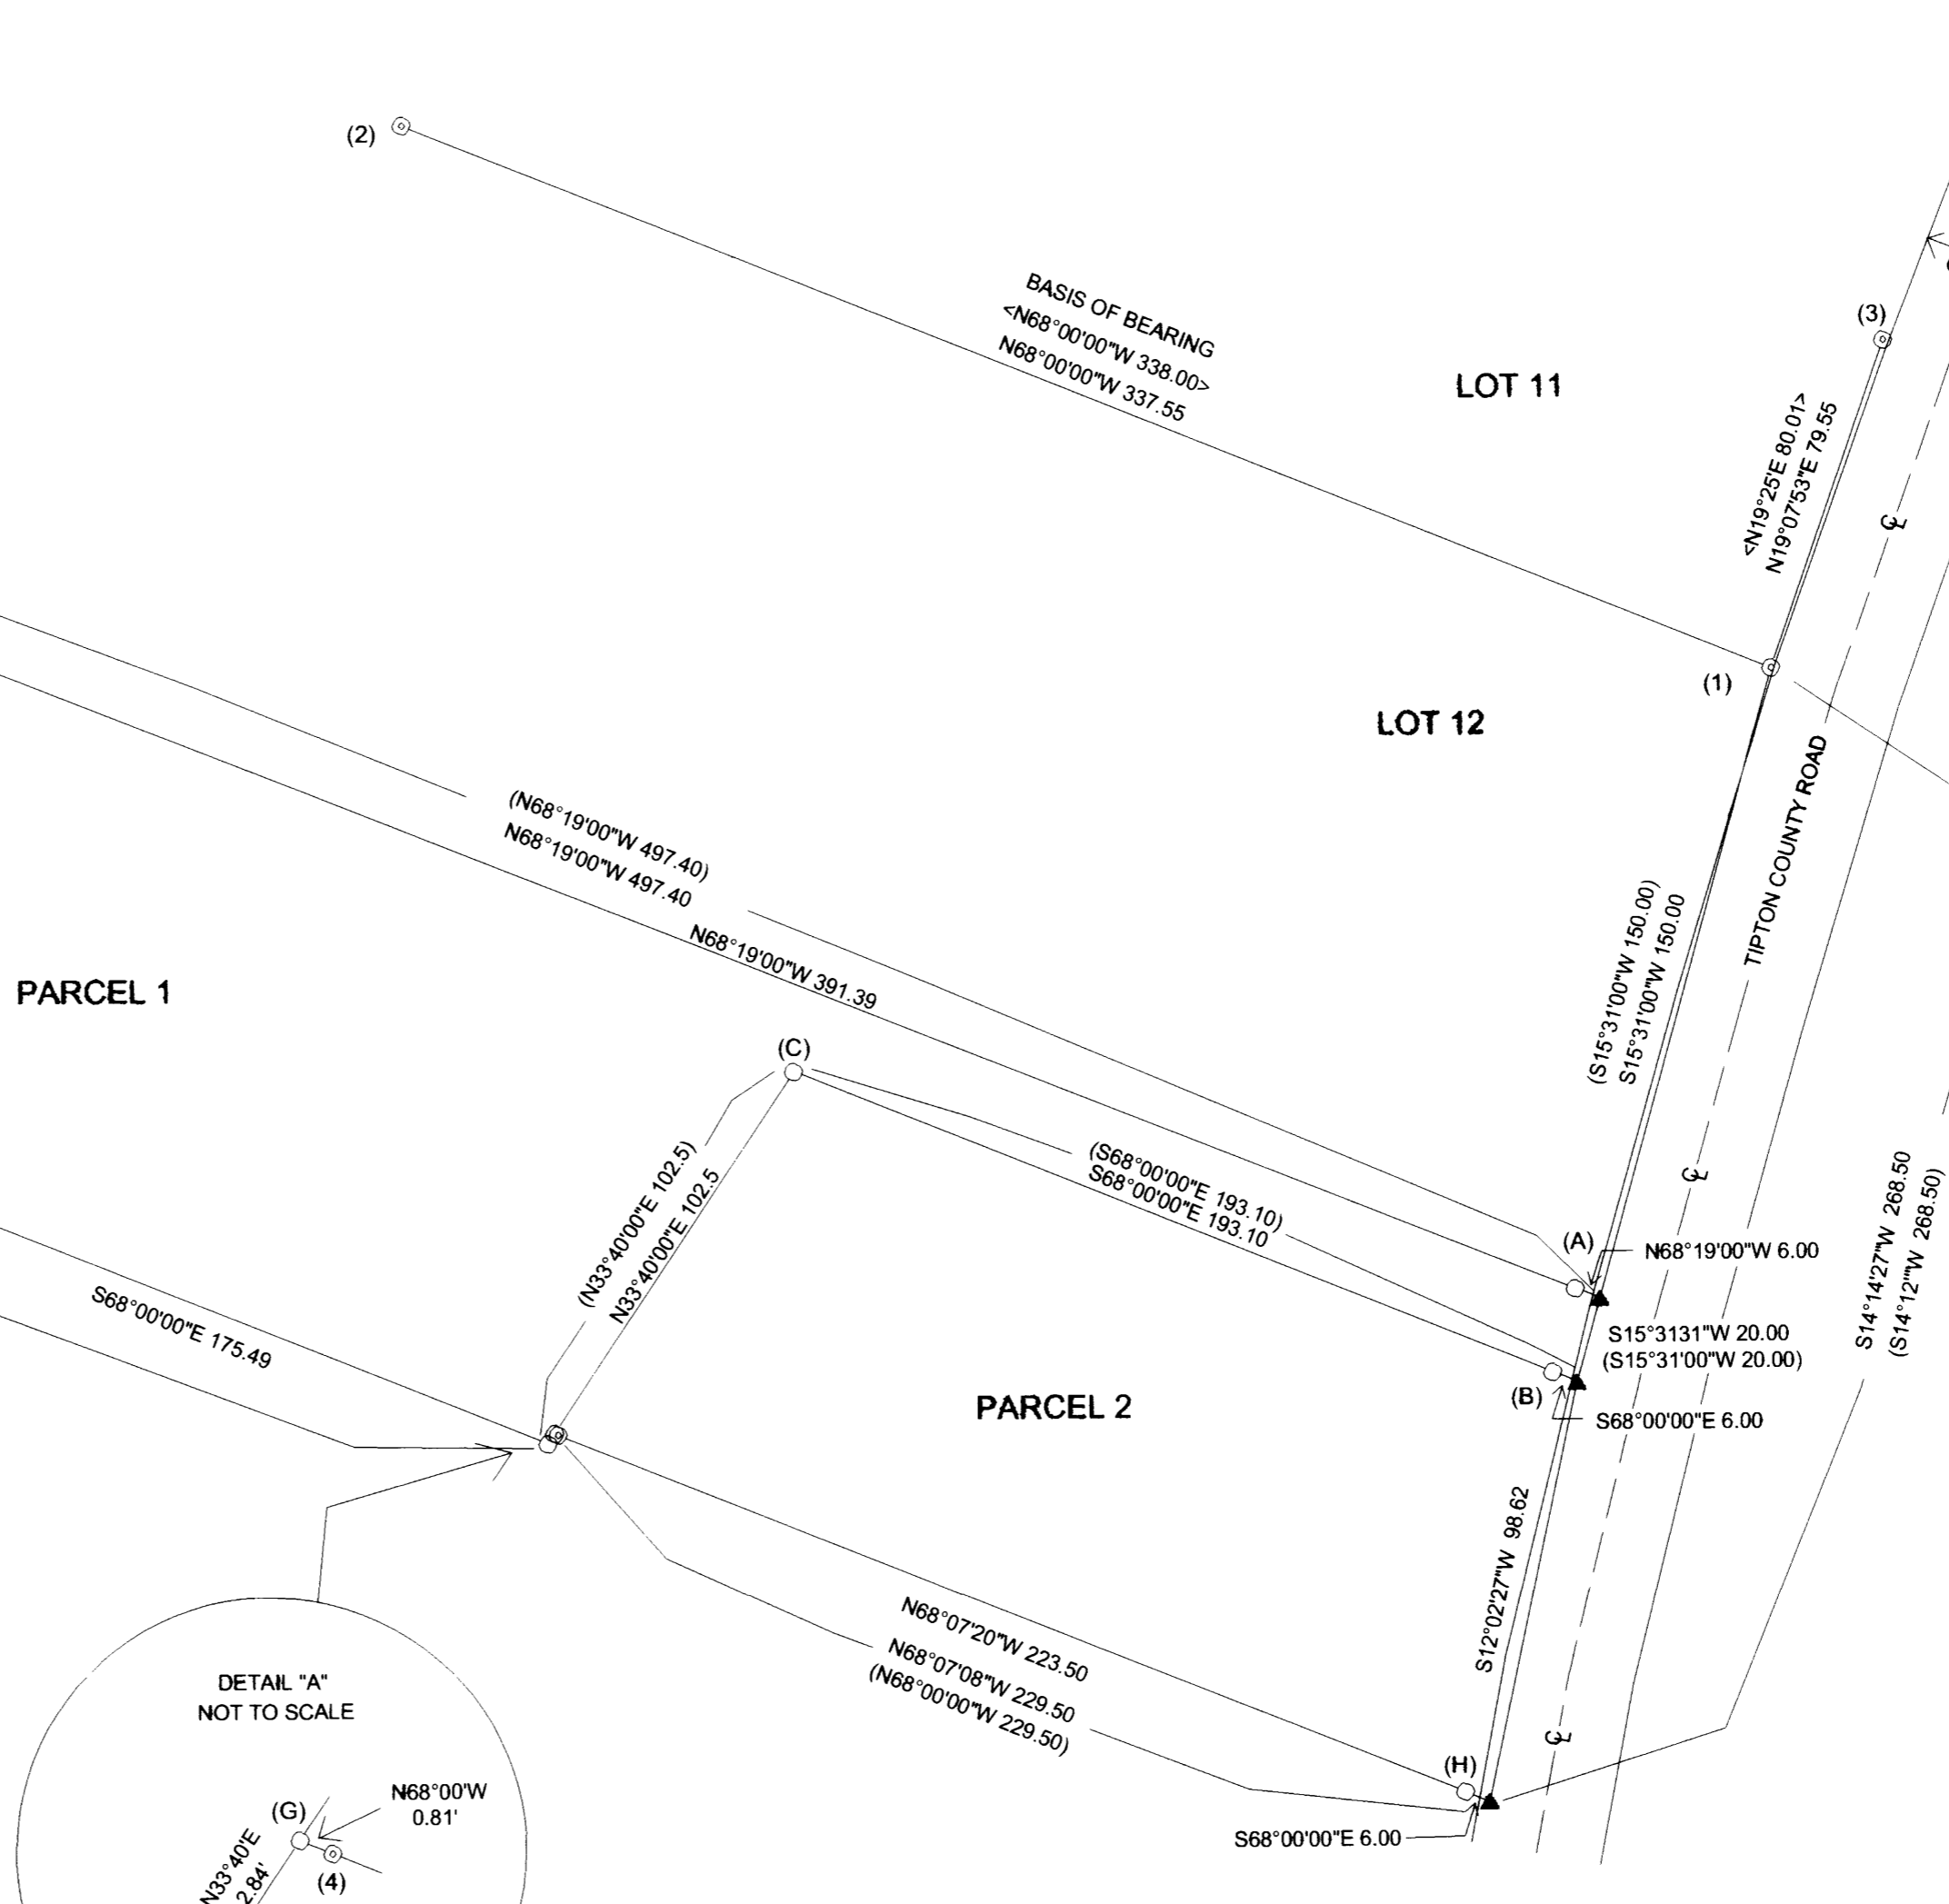 (2)
BASIS OF BEARING
<N68°00'00"W 338.00>
N68°00'00"W 337.55
LOT 11
(3)
<N19°25'E 80.01>
N19°07'53"E 79.55
(1)
LOT 12
TIPTON COUNTY ROAD
(N68°19'00"W 497.40)
N68°19'00"W 497.40
N68°19'00"W 391.39
(S15°31'00"W 150.00)
S15°31'00"W 150.00
PARCEL 1
(C)
(N33°40'00"E 102.5)
N33°40'00"E 102.5
(S68°00'00"E 193.10)
S68°00'00"E 193.10
(A)
N68°19'00"W 6.00
S14°14'27"W 268.50
(S14°12'"W 268.50)
S15°3131"W 20.00
(S15°31'00"W 20.00)
(B)
S68°00'00"E 6.00
S68°00'00"E 175.49
PARCEL 2
S12°02'27"W 98.62
N68°07'20"W 223.50
N68°07'08"W 229.50
(N68°00'00"W 229.50)
(H)
S68°00'00"E 6.00
DETAIL "A"
NOT TO SCALE
(G)
N68°00'W
0.81'
N33°40'E
2.84'
(4)